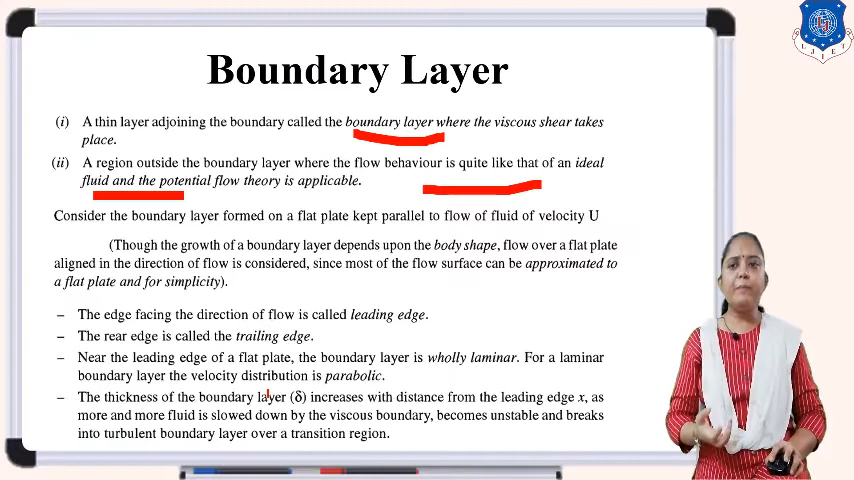 Boundary Layer
(i) A thin layer adjoining the boundary called the boundary layer where the viscous shear takes
place.
(ii) A region outside the boundary layer where the flow behaviour is quite like that of an ideal
fluid and the potential flow theory is applicable.
Consider the boundary layer formed on a flat plate kept parallel to flow of fluid of velocity U
(Though the growth of a boundary layer depends upon the body shape, flow over a flat plate
aligned in the direction of flow is considered, since most of the flow surface can be approximated to
a flat plate and for simplicity).
– The edge facing the direction of flow is called leading edge.
– The rear edge is called the trailing edge.
– Near the leading edge of a flat plate, the boundary layer is wholly laminar. For a laminar
boundary layer the velocity distribution is parabolic.
– The thickness of the boundary layer (δ) increases with distance from the leading edge x, as
more and more fluid is slowed down by the viscous boundary, becomes unstable and breaks
into turbulent boundary layer over a transition region.
LJIET